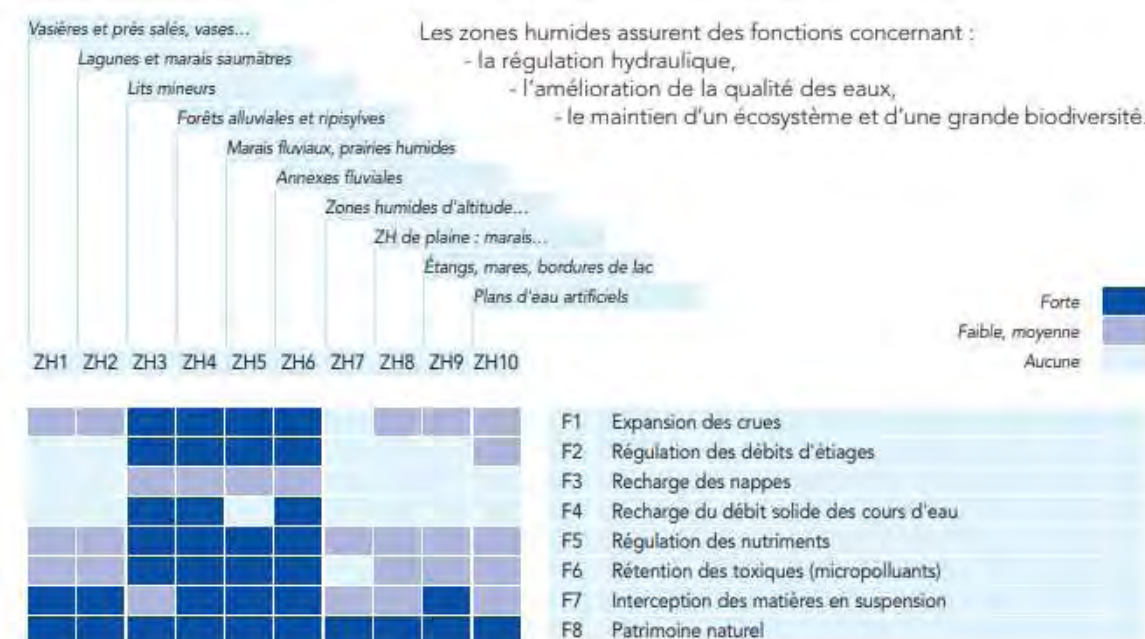 Vasières et prés salés, vases...
Lagunes et marais saumâtres
Lits mineurs
Forêts alluviales et ripisylves
Marais fluviaux, prairies humides
Annexes fluviales
Zones humides d'altitude...
ZH de plaine : marais...
Étangs, mares, bordures de lac
Plans d'eau artificiels
Les zones humides assurent des fonctions concernant :
- la régulation hydraulique,
- l'amélioration de la qualité des eaux,
- le maintien d'un écosystème et d'une grande biodiversité.
Forte
Faible, moyenne
Aucune
ZH1 ZH2 ZH3 ZH4 ZH5 ZH6 ZH7 ZH8 ZH9 ZH10
F1 Expansion des crues
F2 Régulation des débits d'étiages
F3 Recharge des nappes
F4 Recharge du débit solide des cours d'eau
F5 Régulation des nutriments
F6 Rétention des toxiques (micropolluants)
F7 Interception des matières en suspension
F8 Patrimoine naturel